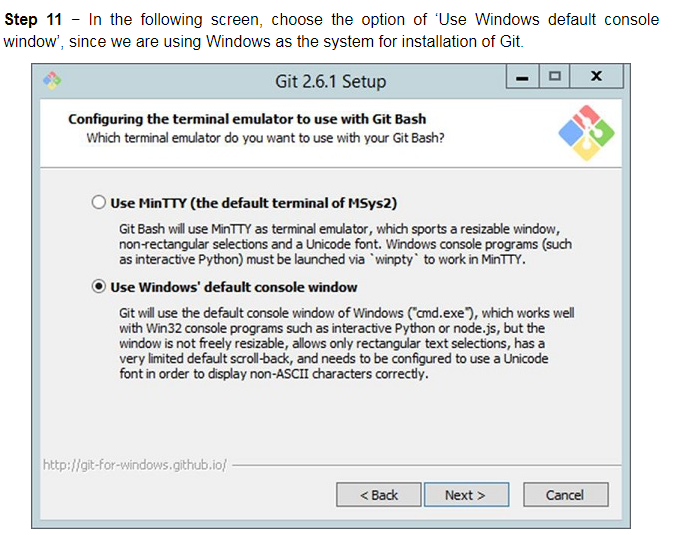 Step 11 – In the following screen, choose the option of ‘Use Windows default console
window’, since we are using Windows as the system for installation of Git.
Git 2.6.1 Setup
Configuring the terminal emulator to use with Git Bash
Which terminal emulator do you want to use with your Git Bash?
Use MinTTY (the default terminal of MSys2)
Git Bash will use MinTTY as terminal emulator, which sports a resizable window,
non-rectangular selections and a Unicode font. Windows console programs (such
as interactive Python) must be launched via `winpty` to work in MinTTY.
Use Windows' default console window
Git will use the default console window of Windows ("cmd.exe"), which works well
with Win32 console programs such as interactive Python or node.js, but the
window is not freely resizable, allows only rectangular text selections, has a
very limited default scroll-back, and needs to be configured to use a Unicode
font in order to display non-ASCII characters correctly.
http://git-for-windows.github.io/
< Back
Next >
Cancel